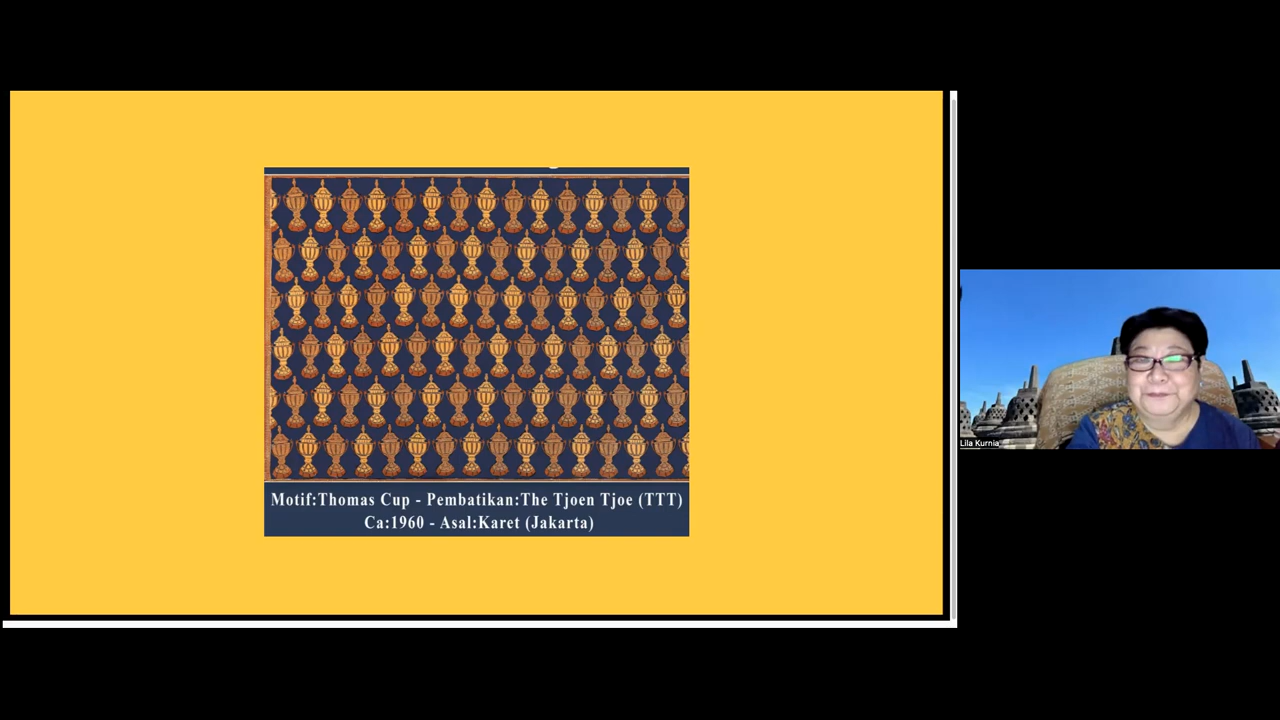 Motif:Thomas Cup - Pembatikan:The Tjoen Tjoe (TTT)
Ca:1960 - Asal:Karet (Jakarta)
Lila Kurnia